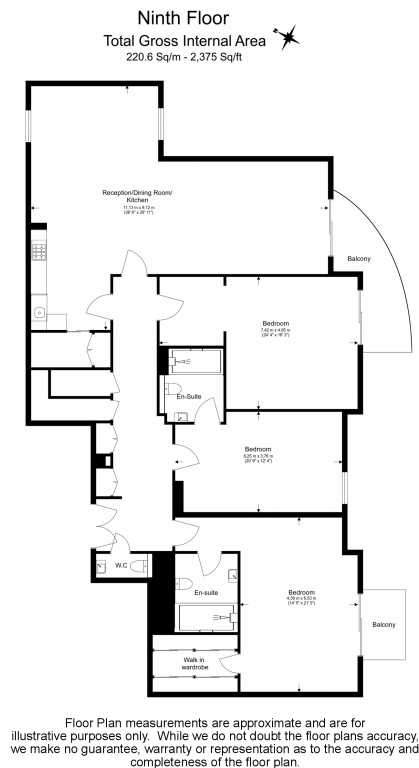 Ninth Floor
Total Gross Internal Area
220.6 Sq/m - 2,375 Sq/ft
Reception/Dining Room/
Kitchen
11.13 m x 9.12 m
(36' 6" x 29' 11")
Balcony
Bedroom
7.42 m x 4.95 m
(24' 4" x 16' 3")
En-Suite
Bedroom
6.25 m x 3.76 m
(20' 6" x 12' 4")
W.C
En-suite
Bedroom
4.39 m x 6.53 m
(14' 5" x 21' 5")
Balcony
Walk in
wardrobe
Floor Plan measurements are approximate and are for
illustrative purposes only. While we do not doubt the floor plans accuracy,
we make no guarantee, warranty or representation as to the accuracy and
completeness of the floor plan.